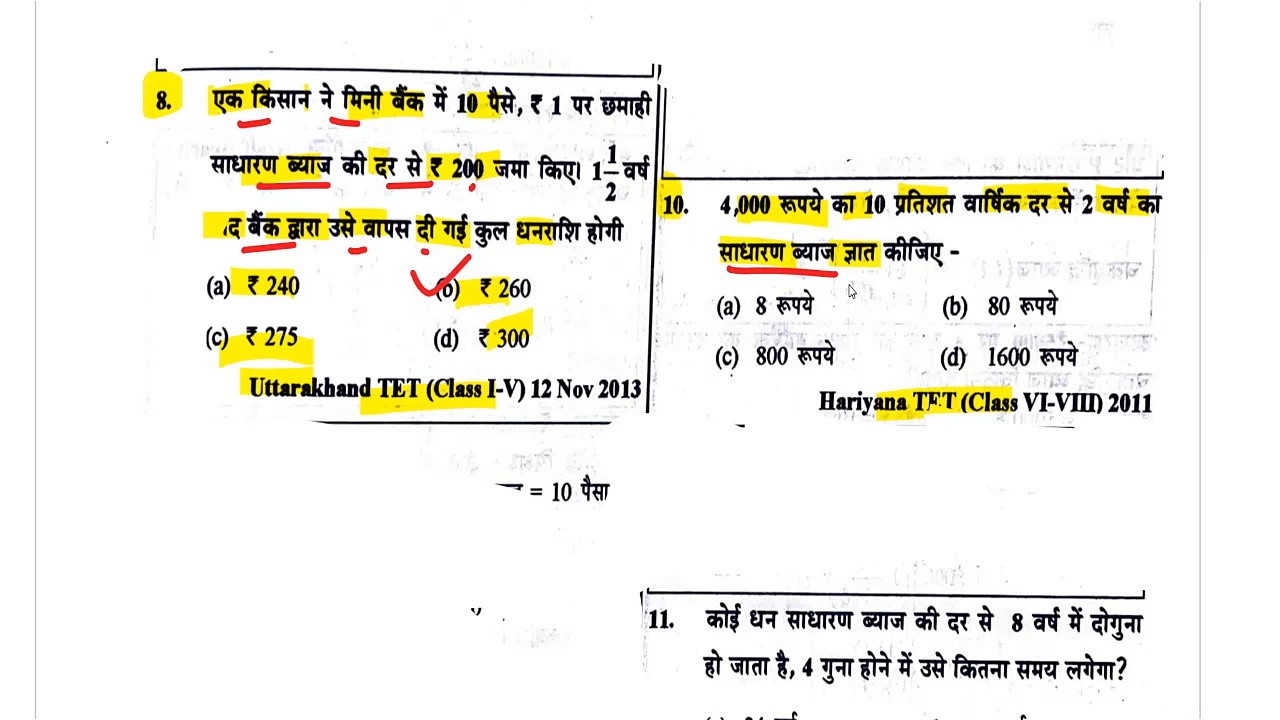 8. एक किसान ने मिनी बैंक में 10 पैसे, ₹ 1 पर छमाही
साधारण ब्याज की दर से ₹ 200 जमा किए। 1 1/2 वर्ष
द बैंक द्वारा उसे वापस दी गई कुल धनराशि होगी
(a) ₹ 240 (b) ₹ 260
(c) ₹ 275 (d) ₹ 300
Uttarakhand TET (Class I-V) 12 Nov 2013
= 10 पैसा
10. 4,000 रूपये का 10 प्रतिशत वार्षिक दर से 2 वर्ष का
साधारण ब्याज ज्ञात कीजिए -
(a) 8 रूपये (b) 80 रूपये
(c) 800 रूपये (d) 1600 रूपये
Hariyana TET (Class VI-VIII) 2011
11. कोई धन साधारण ब्याज की दर से 8 वर्ष में दोगुना
हो जाता है, 4 गुना होने में उसे कितना समय लगेगा?